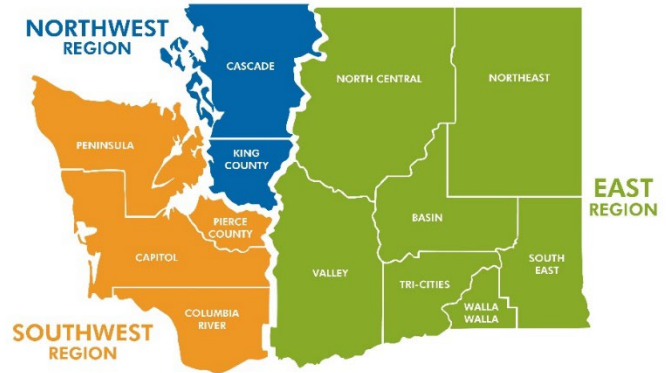 NORTHWEST
REGION
CASCADE
NORTH CENTRAL
NORTHEAST
PENINSULA
KING
COUNTY
EAST
REGION
PIERCE
COUNTY
BASIN
CAPITOL
VALLEY
SOUTH
EAST
TRI-CITIES
COLUMBIA
RIVER
WALLA
WALLA
SOUTHWEST
REGION